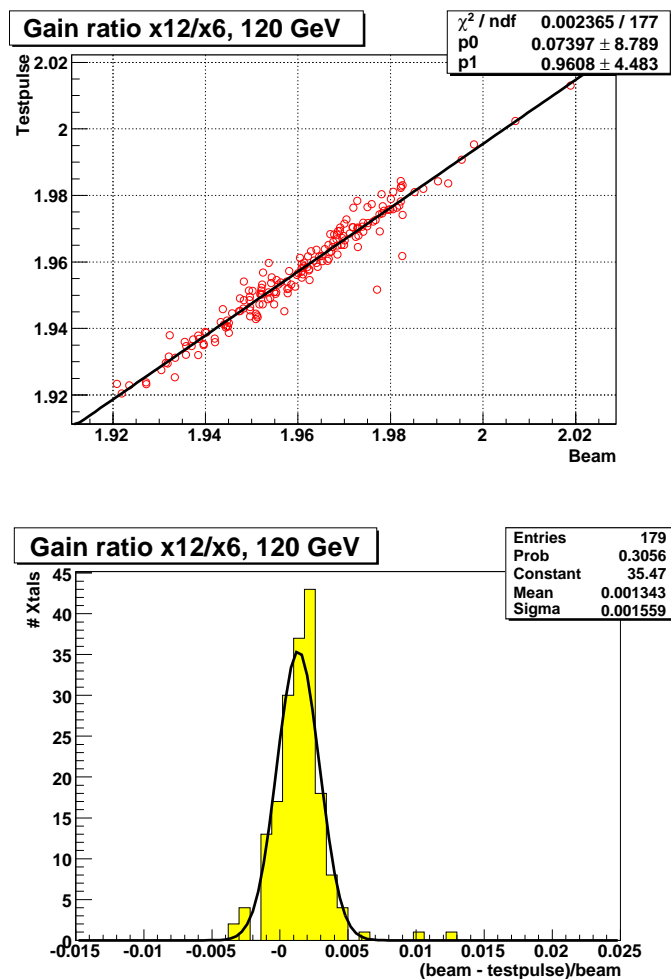 Gain ratio x12/x6, 120 GeV
χ² / ndf 0.002365 / 177
p0 0.07397 ± 8.789
p1 0.9608 ± 4.483
Testpulse
2.02
2
1.98
1.96
1.94
1.92
1.92 1.94 1.96 1.98 2 2.02
Beam
Gain ratio x12/x6, 120 GeV
Entries 179
Prob 0.3056
Constant 35.47
Mean 0.001343
Sigma 0.001559
# Xtals
45
40
35
30
25
20
15
10
5
0
-0.015 -0.01 -0.005 -0 0.005 0.01 0.015 0.02 0.025
(beam - testpulse)/beam